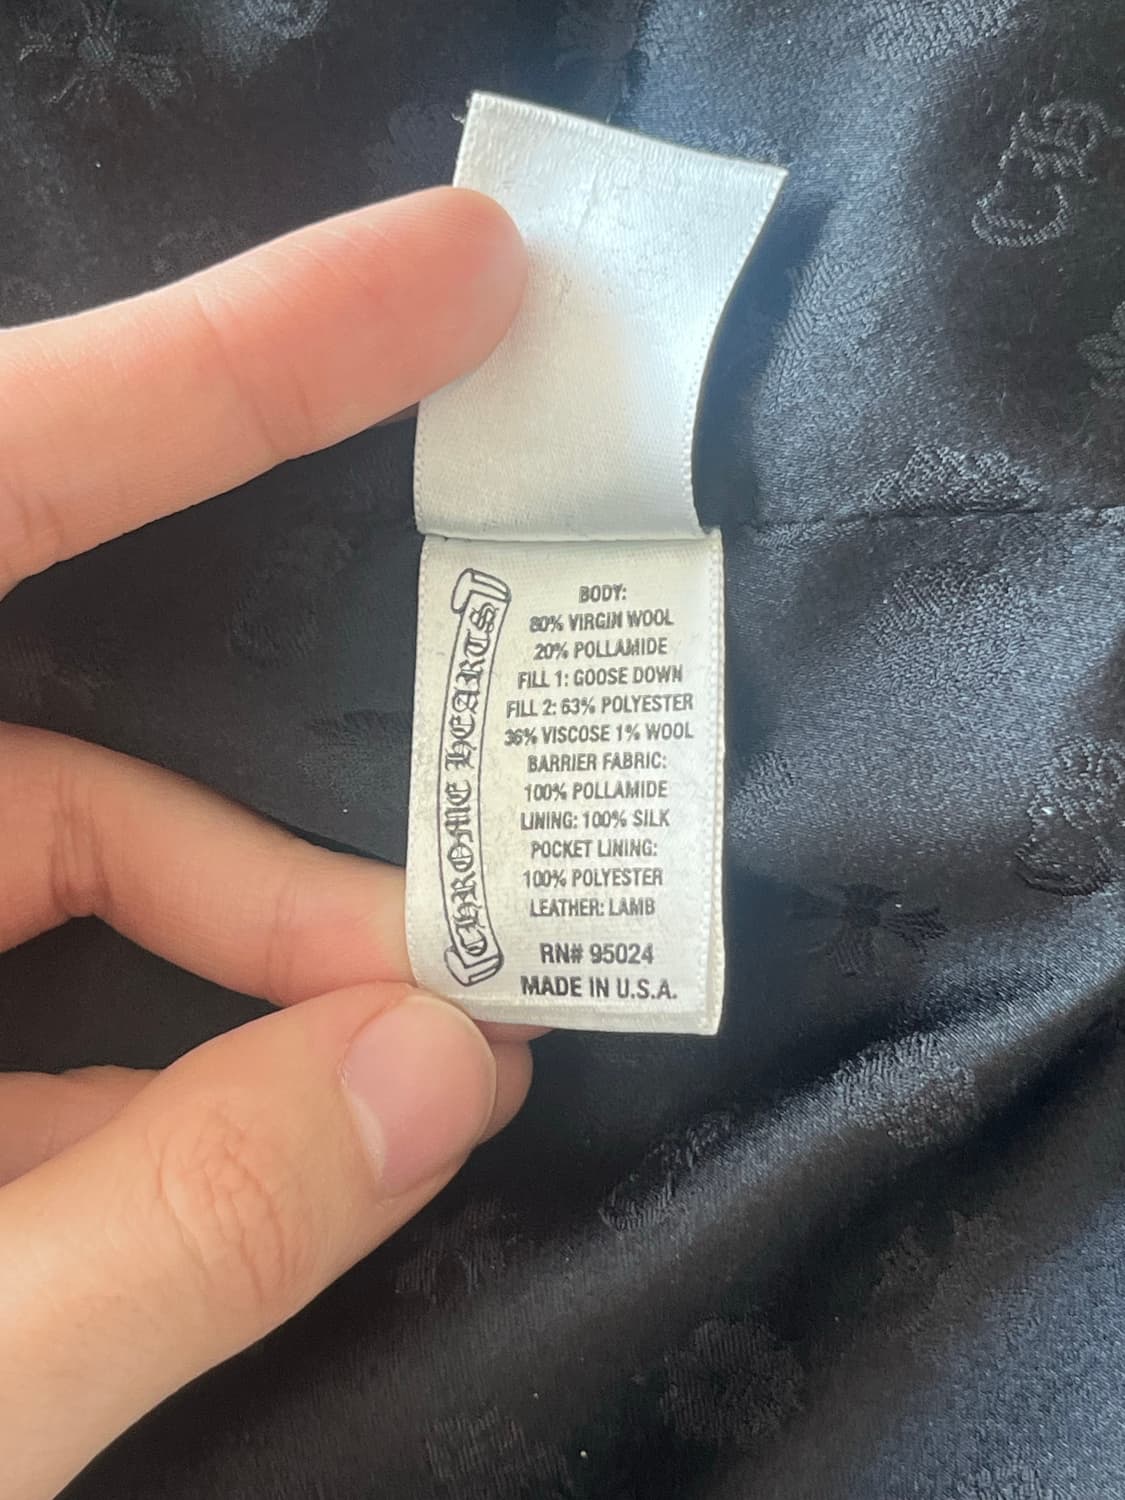 CHROME HEARTS
BODY:
80% VIRGIN WOOL
20% POLLAMIDE
FILL 1: GOOSE DOWN
FILL 2: 63% POLYESTER
36% VISCOSE 1% WOOL
BARRIER FABRIC:
100% POLLAMIDE
LINING: 100% SILK
POCKET LINING:
100% POLYESTER
LEATHER: LAMB
RN# 95024
MADE IN U.S.A.
CH